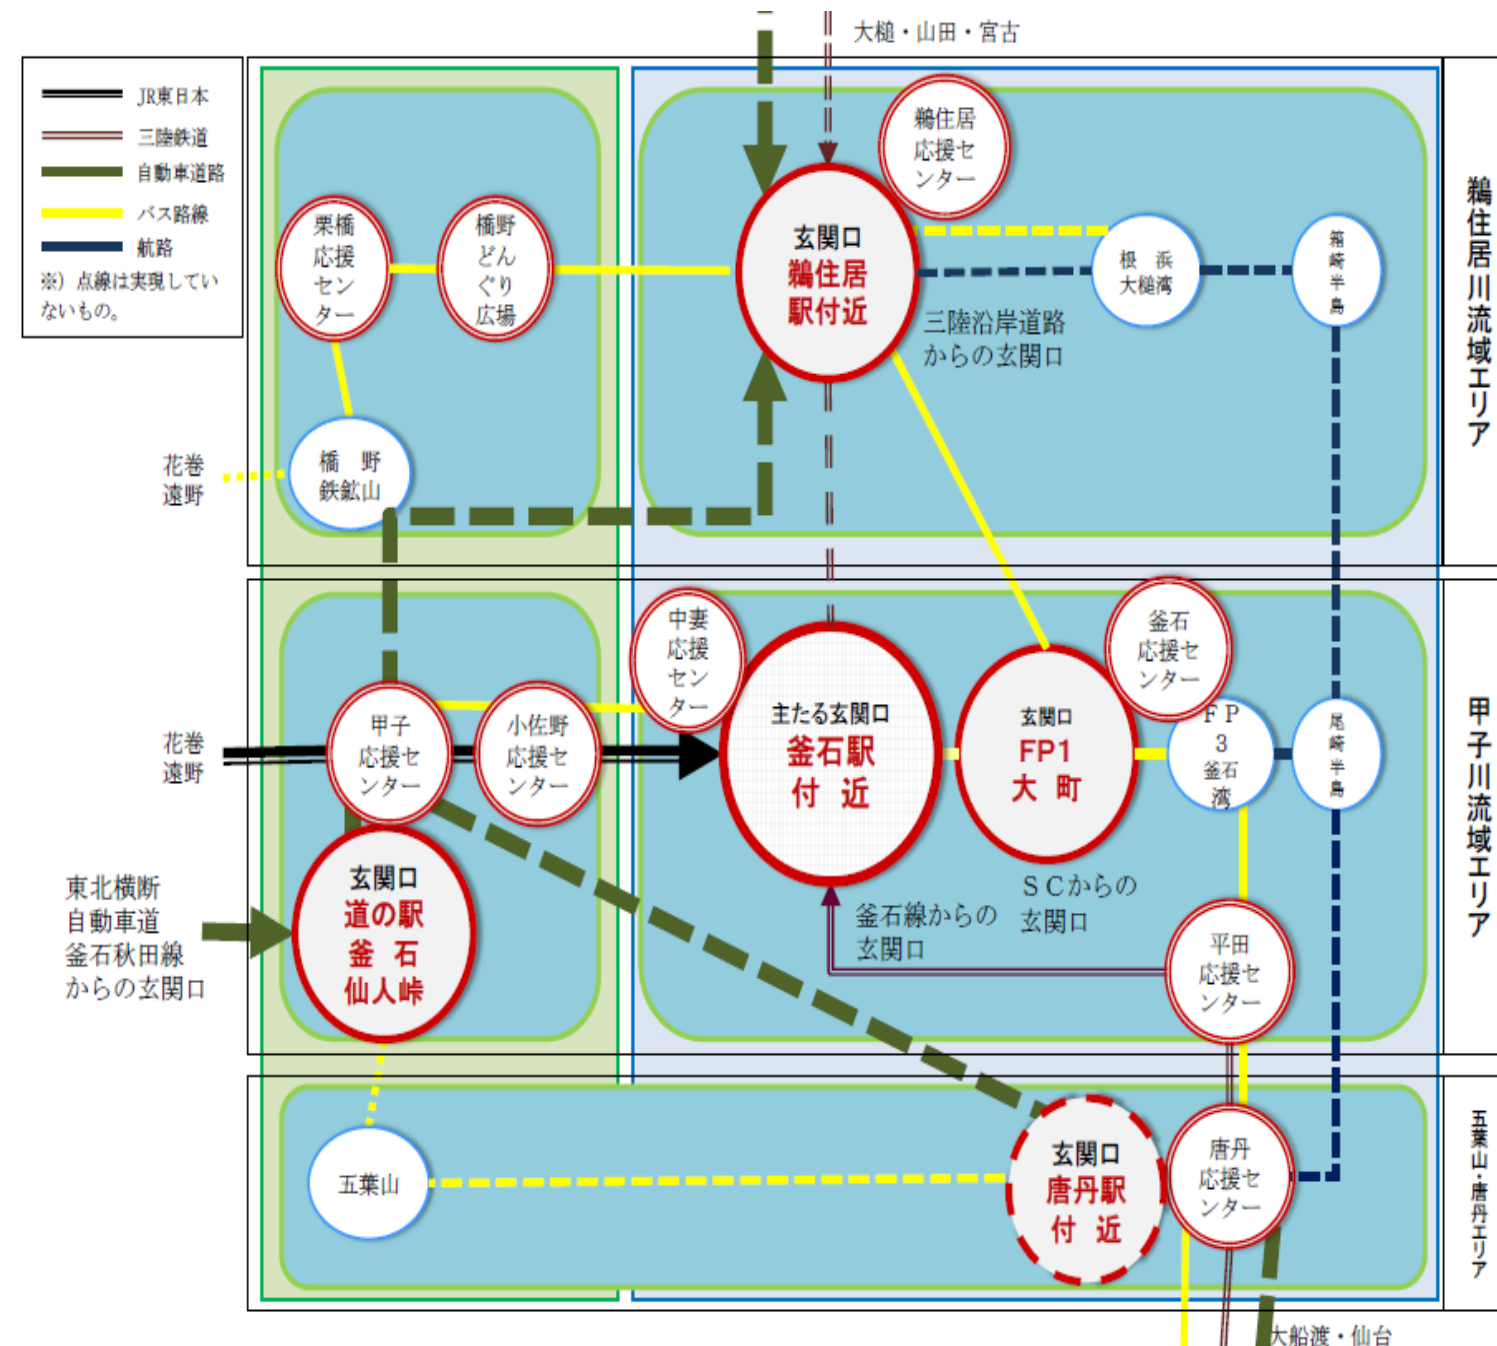 大槌・山田・宮古
JR東日本
三陸鉄道
自動車道路
バス路線
航路
※）点線は実現してい
ないもの。
鵜住居
応援セ
ンター
栗橋
応援
セン
ター
橋野
どん
ぐり
広場
玄関口
鵜住居
駅付近
根　浜
大槌湾
箱
崎
半
島
三陸沿岸道路
からの玄関口
鵜住居川流域エリア
花巻
遠野
橋　野
鉄鉱山
中妻
応援
セン
ター
釜石
応援セ
ンター
花巻
遠野
甲子
応援セ
ンター
小佐野
応援セ
ンター
主たる玄関口
釜石駅
付　近
玄関口
FP1
大　町
ＦＰ
3
釜石
湾
尾
崎
半
島
甲子川流域エリア
東北横断
自動車道
釜石秋田線
からの玄関口
玄関口
道の駅
釜　石
仙人峠
釜石線からの
玄関口
ＳＣからの
玄関口
平田
応援セ
ンター
五葉山
玄関口
唐丹駅
付　近
唐丹
応援セ
ンター
五葉山・唐丹エリア
大船渡・仙台